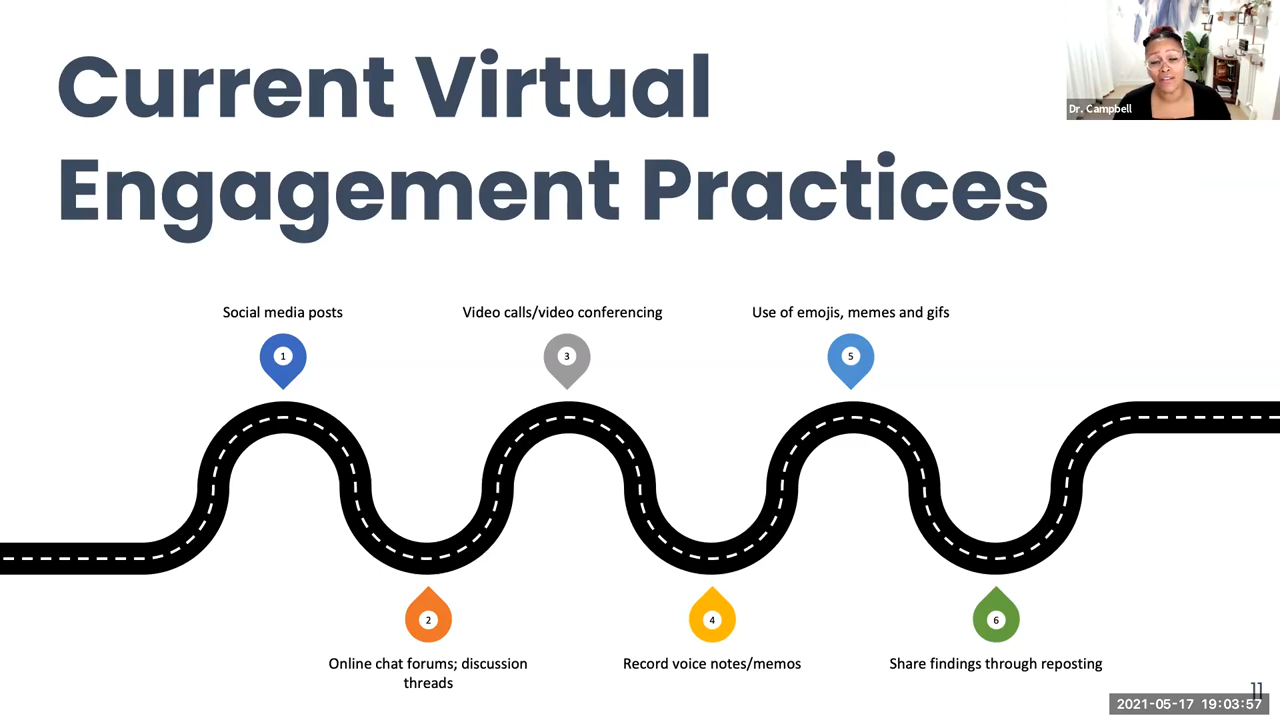 Current Virtual
Engagement Practices
Dr. Campbell
Social media posts
Video calls/video conferencing
Use of emojis, memes and gifs
1
3
5
2
4
6
Online chat forums; discussion
threads
Record voice notes/memos
Share findings through reposting
11
2021-05-17 19:03:57